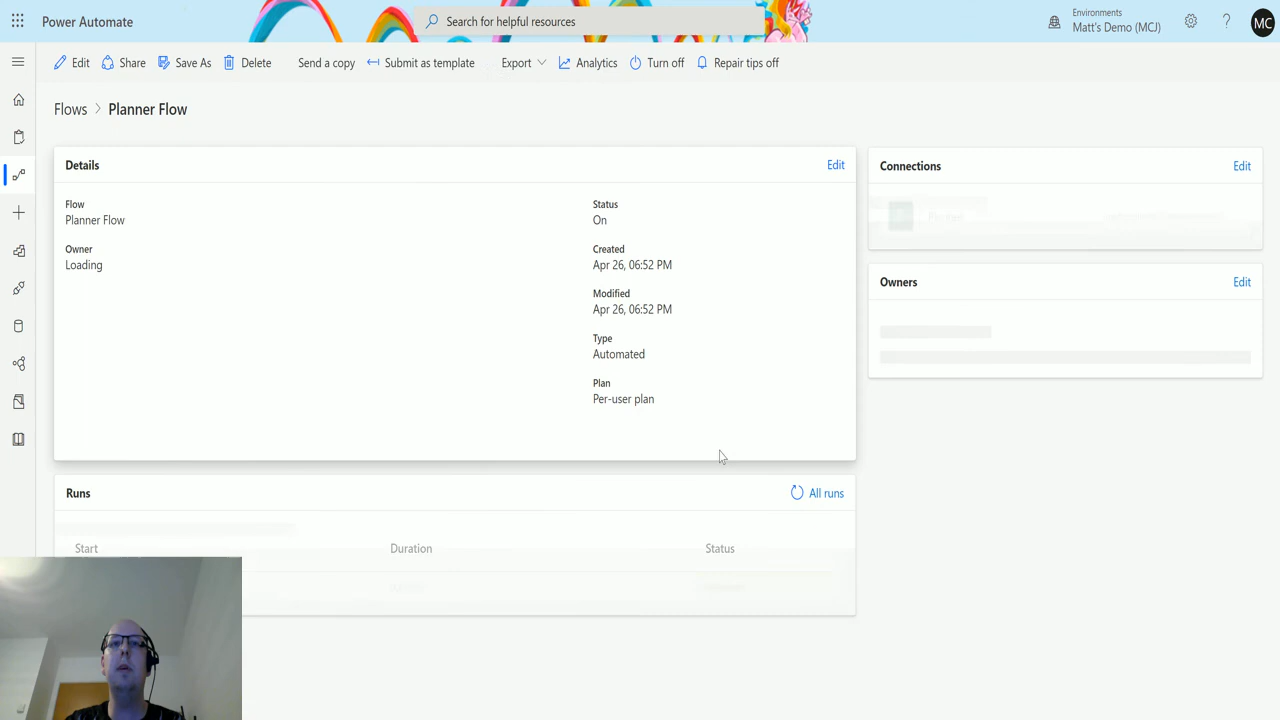 Power Automate
Search for helpful resources
Environments
Matt's Demo (MCJ)
?
MC
Edit
Share
Save As
Delete
Send a copy
Submit as template
Export
Analytics
Turn off
Repair tips off
Flows > Planner Flow
Details
Edit
Flow
Planner Flow
Owner
Loading
Status
On
Created
Apr 26, 06:52 PM
Modified
Apr 26, 06:52 PM
Type
Automated
Plan
Per-user plan
Connections
Edit
Owners
Edit
Runs
All runs
Start
Duration
Status